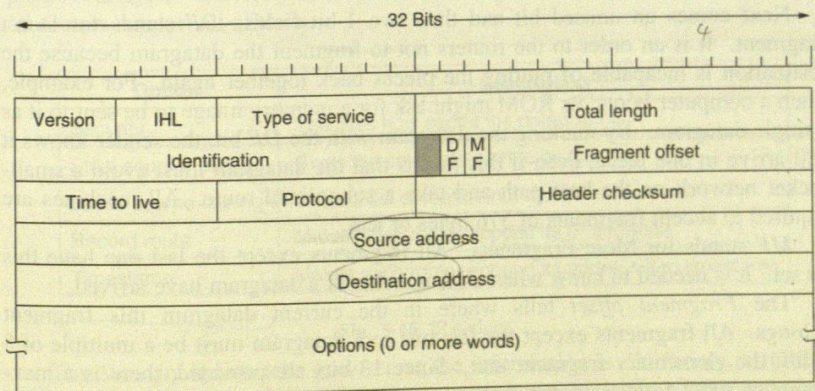 32 Bits
4
Version IHL Type of service Total length
Identification D F M F Fragment offset
Time to live Protocol Header checksum
Source address
Destination address
Options (0 or more words)